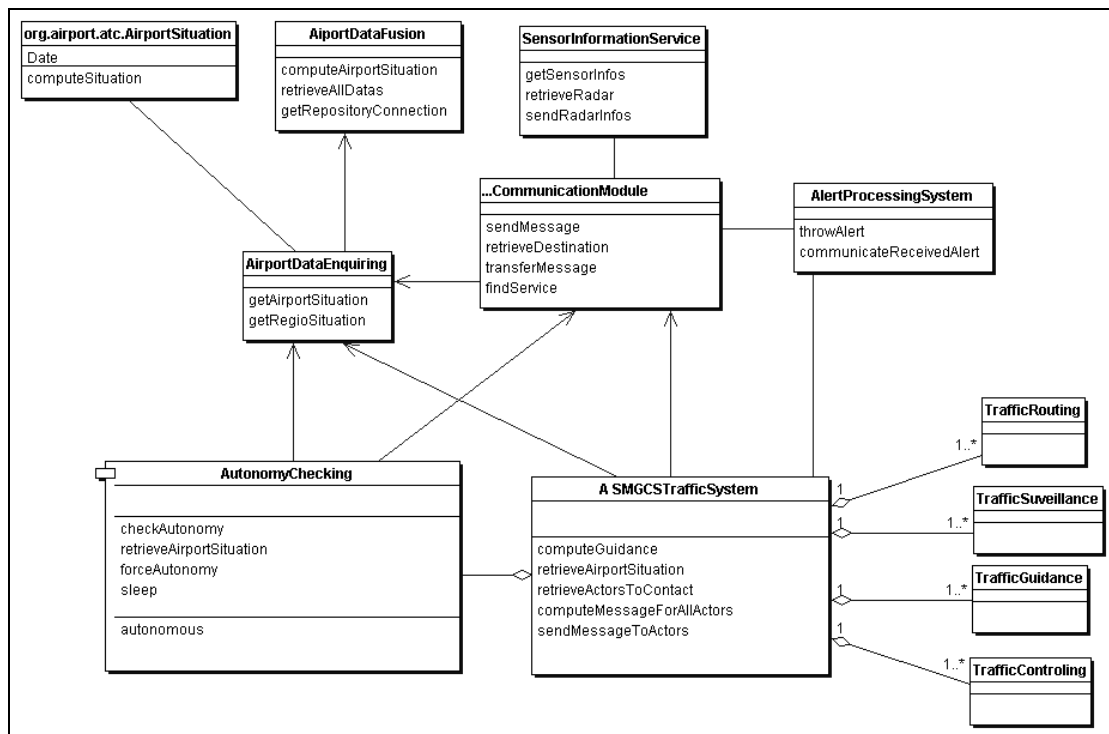 org.airport.atc.AirportSituation
Date
computeSituation
AiportDataFusion
computeAirportSituation
retrieveAllDatas
getRepositoryConnection
SensorInformationService
getSensorInfos
retrieveRadar
sendRadarInfos
...CommunicationModule
sendMessage
retrieveDestination
transferMessage
findService
AlertProcessingSystem
throwAlert
communicateReceivedAlert
AirportDataEnquiring
getAirportSituation
getRegioSituation
AutonomyChecking
checkAutonomy
retrieveAirportSituation
forceAutonomy
sleep
autonomous
A SMGCSTrafficSystem
computeGuidance
retrieveAirportSituation
retrieveActorsToContact
computeMessageForAllActors
sendMessageToActors
TrafficRouting
1..*
1
TrafficSuveillance
1..*
1
TrafficGuidance
1..*
1
TrafficControling
1..*
1